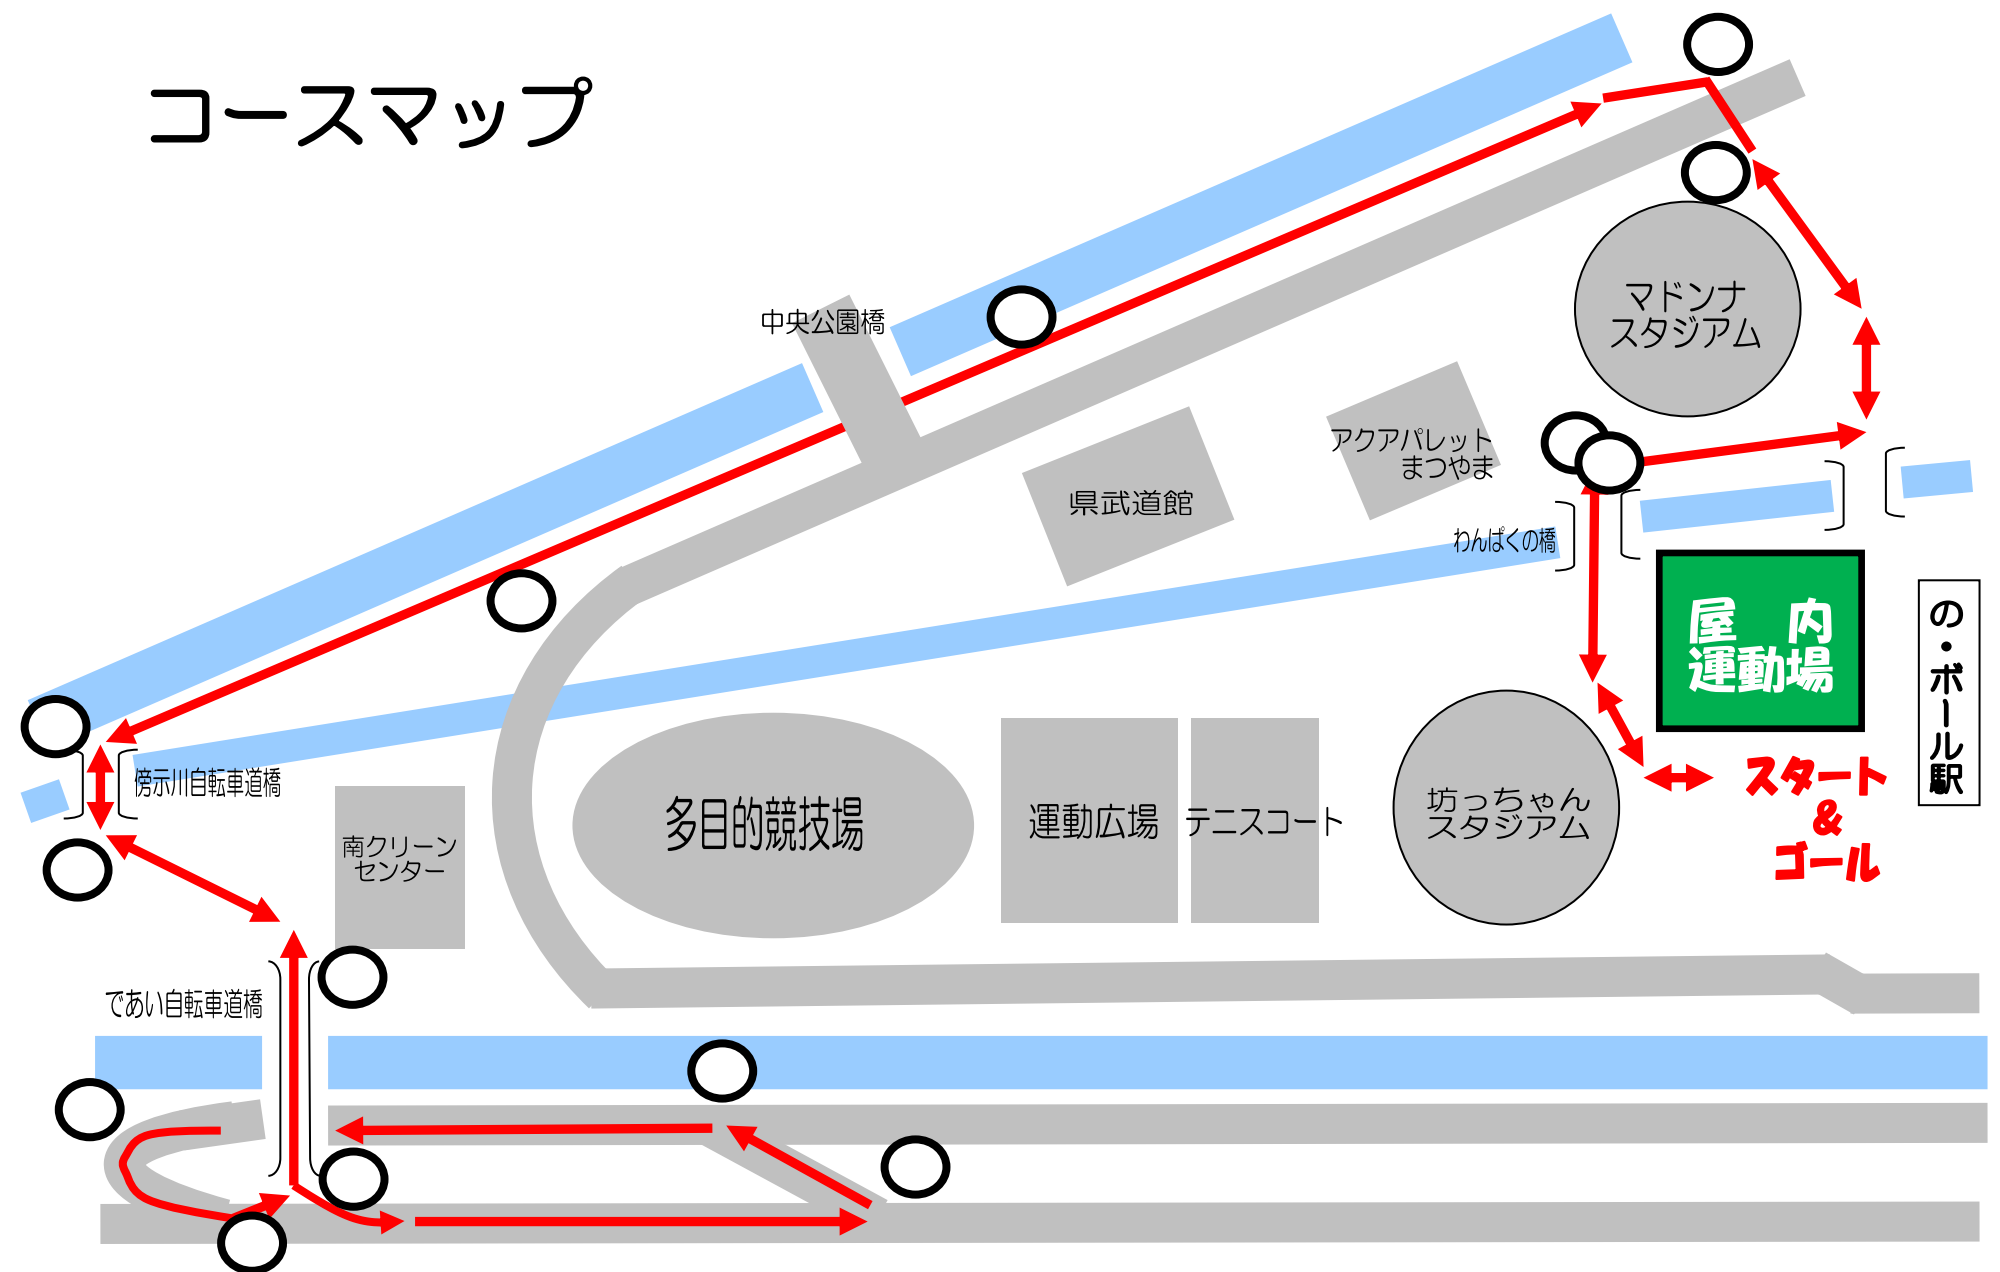 コースマップ
中央公園橋
マドンナ
スタジアム
アクアパレット
まつやま
県武道館
わんぱくの橋
屋 内
運動場
の・ボール駅
傍示川自転車道橋
南クリーン
センター
多目的競技場
運動広場
テニスコート
坊っちゃん
スタジアム
スタート
&
ゴール
であい自転車道橋